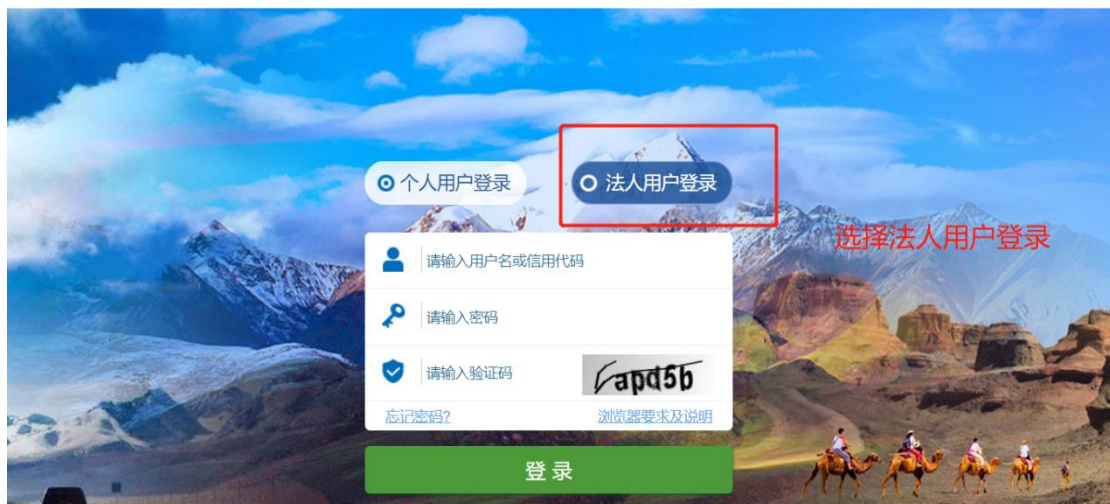 个人用户登录
法人用户登录
选择法人用户登录
请输入用户名或信用代码
请输入密码
请输入验证码
apd5b
忘记密码?
浏览器要求及说明
登录